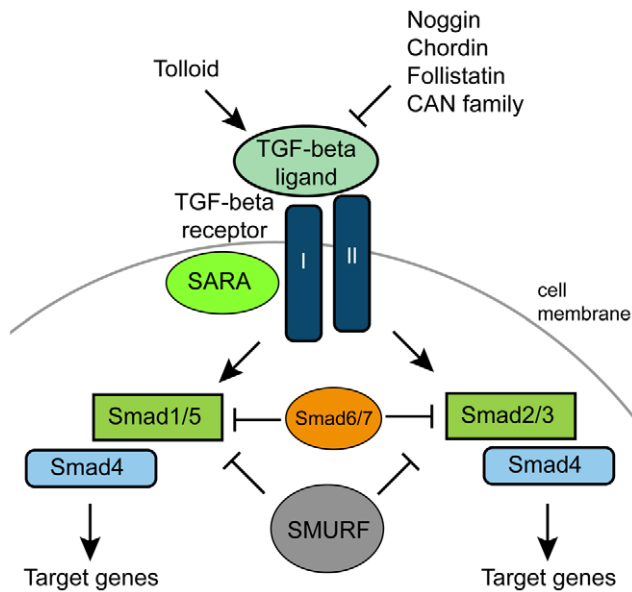 Noggin
Chordin
Follistatin
CAN family
Tolloid
TGF-beta
ligand
TGF-beta
receptor
I
II
SARA
cell
membrane
Smad1/5
Smad6/7
Smad2/3
Smad4
Smad4
SMURF
Target genes
Target genes